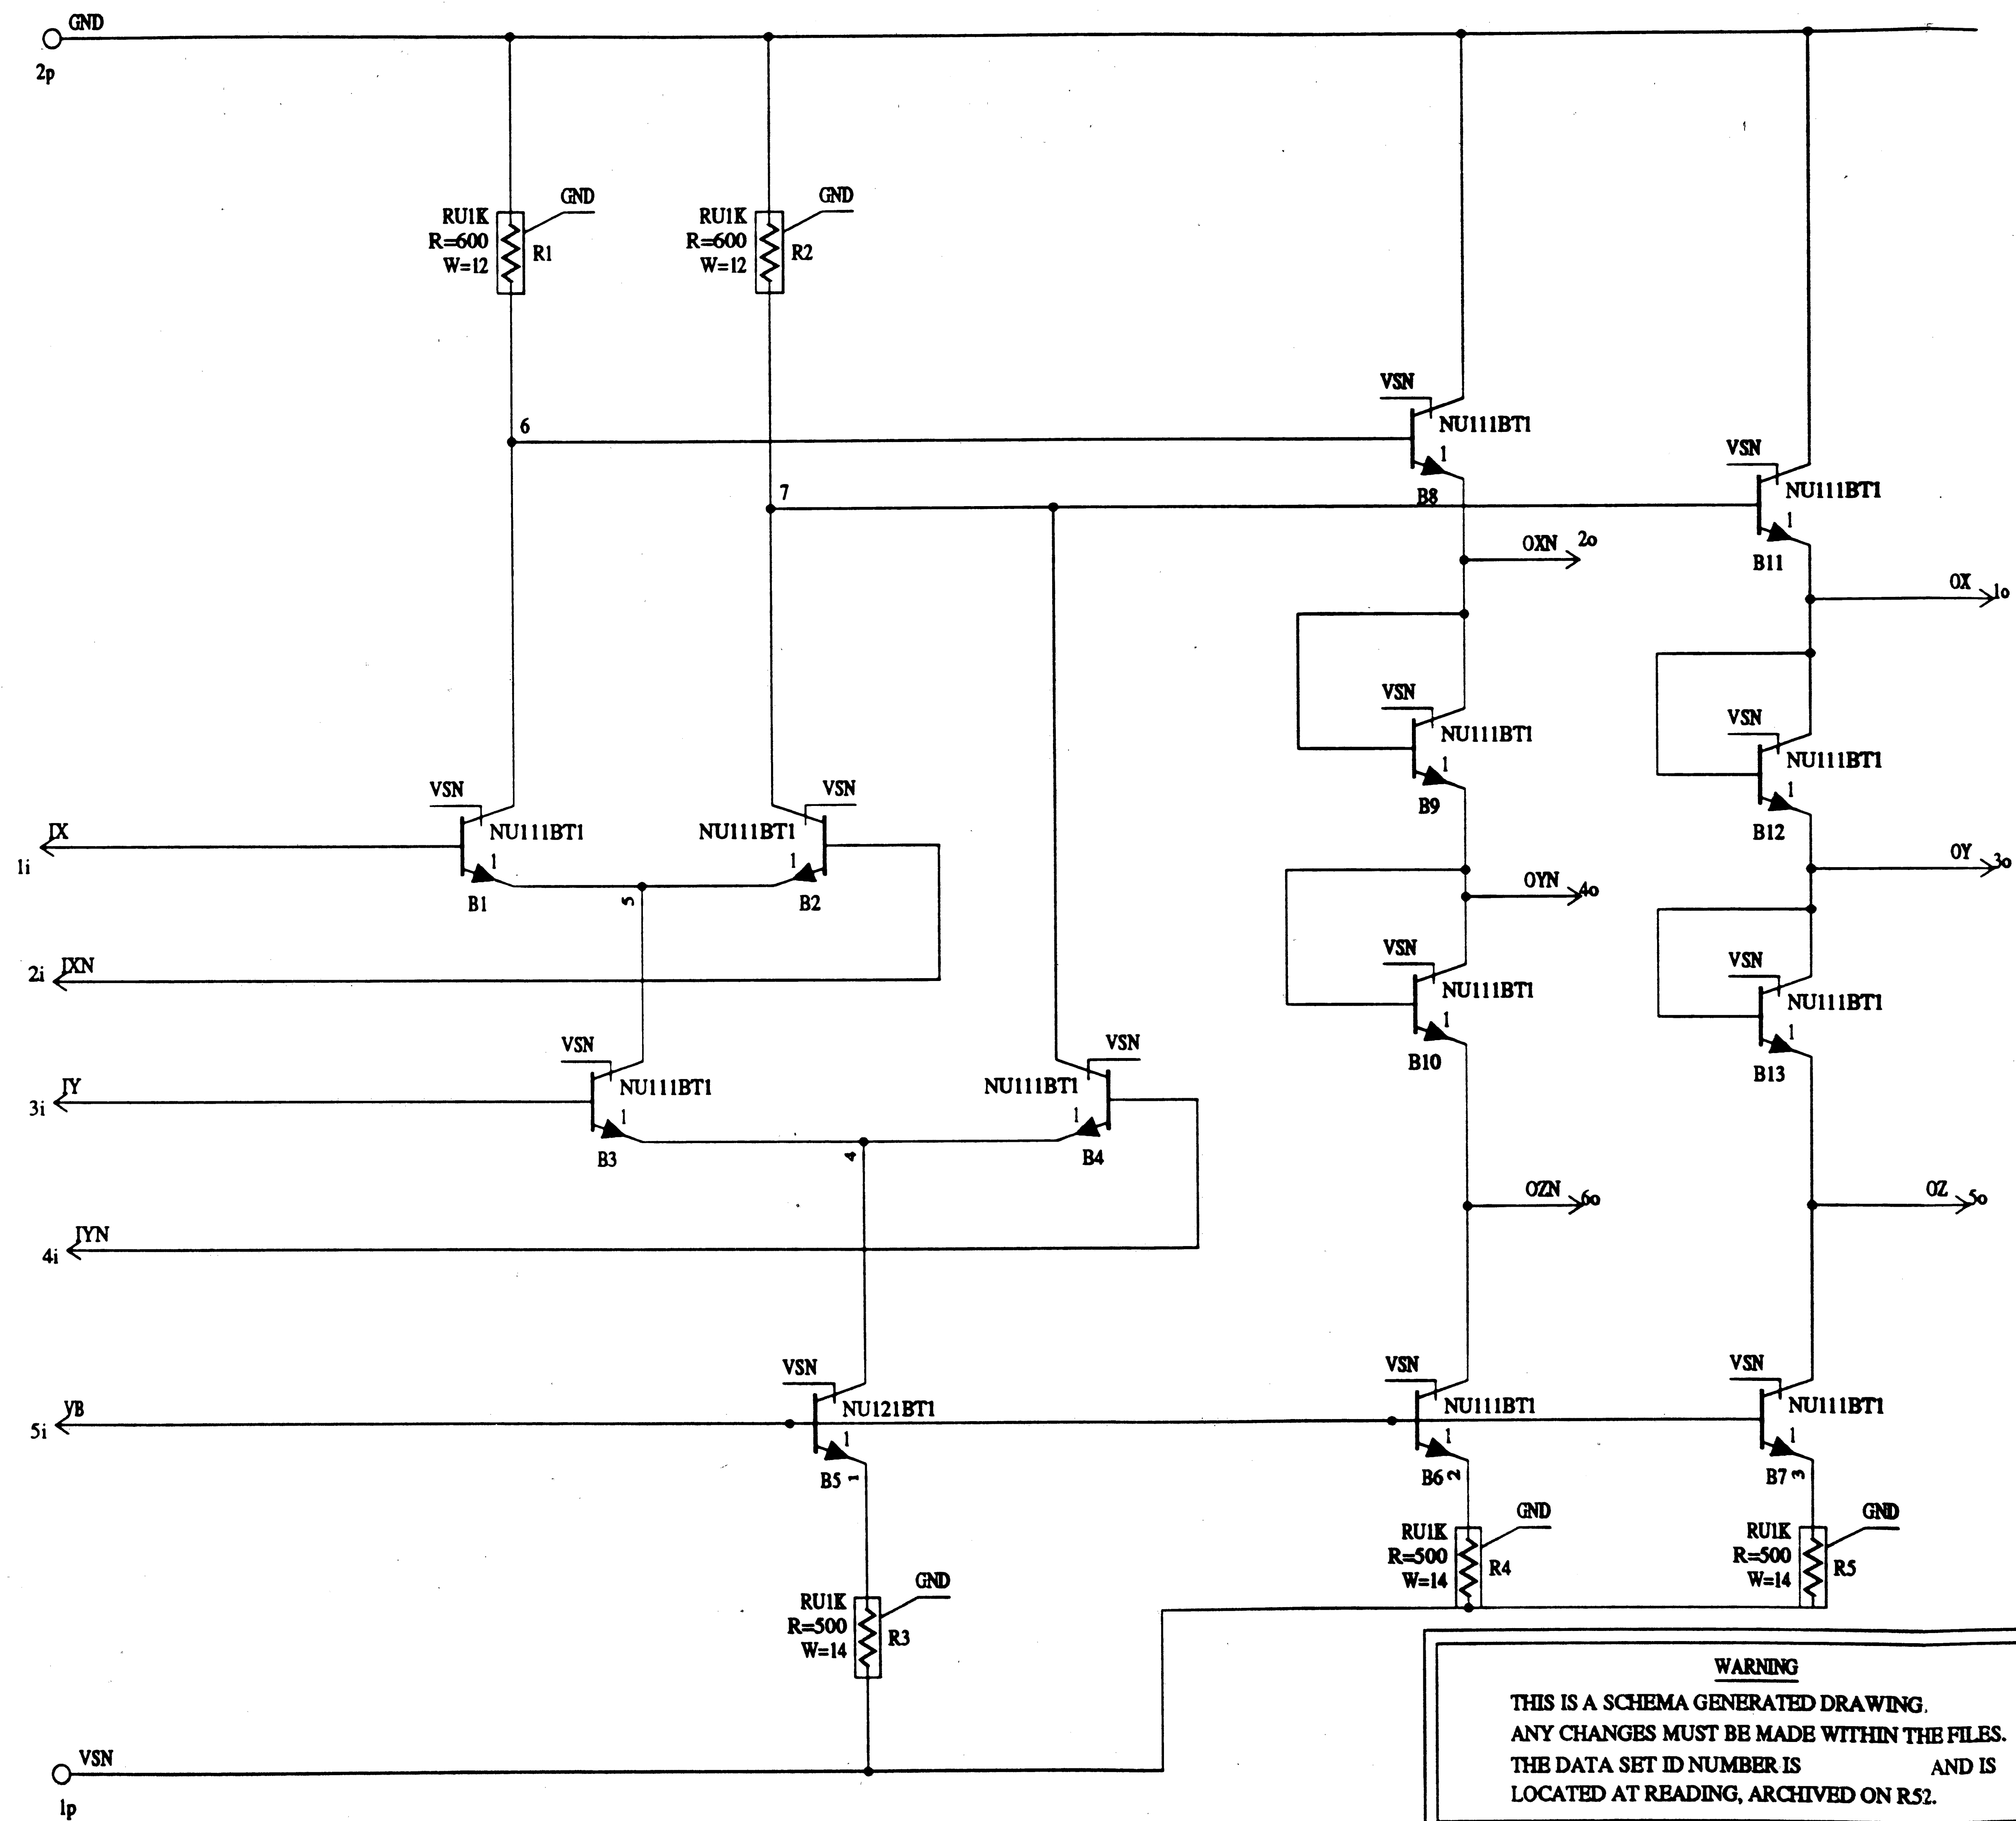 GND
2p
GND
RU1K
R=600
W=12
R1
GND
RU1K
R=600
W=12
R2
VSN
NU111BT1
1
B8
6
VSN
NU111BT1
1
B11
7
OXN 2o
OX 1o
VSN
NU111BT1
1
B9
VSN
NU111BT1
1
B12
VSN
NU111BT1
1
B1
VSN
NU111BT1
1
B2
IX
1i
5
OYN 4o
OY 3o
IXN
2i
VSN
NU111BT1
1
B10
VSN
NU111BT1
1
B13
VSN
NU111BT1
1
B3
VSN
NU111BT1
1
B4
IY
3i
4
OZN 6o
OZ 5o
IYN
4i
VSN
NU121BT1
1
B5
1
VSN
NU111BT1
1
B6
2
VSN
NU111BT1
1
B7
3
VB
5i
GND
RU1K
R=500
W=14
R4
GND
RU1K
R=500
W=14
R5
GND
RU1K
R=500
W=14
R3
VSN
1p
WARNING
THIS IS A SCHEMA GENERATED DRAWING.
ANY CHANGES MUST BE MADE WITHIN THE FILES.
THE DATA SET ID NUMBER IS AND IS
LOCATED AT READING, ARCHIVED ON R52.